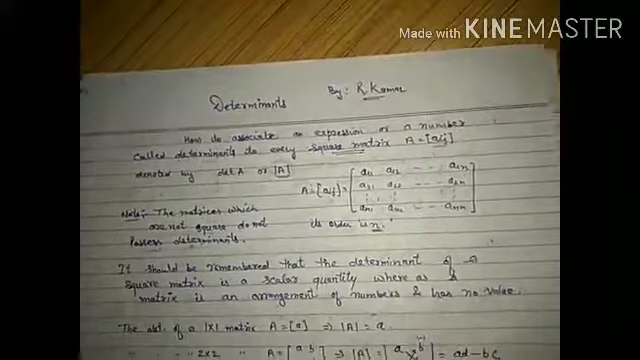 Made with KINEMASTER
Determinants By: R. Kumar
How do associate an expression or a number
called determinants do every square matrix A = [aij]
denoted by det. A or |A|
A = [aij] = [ a11 a12 --- a1n
a21 a22 --- a2n
an1 an2 --- ann ]
Note:- The matrices which
are not square do not its order is n.
Possess determinants.
It should be remembered that the determinant of a
square matrix is a scalar quantity where as a
matrix is an arrangement of numbers & has no value.
The det. of a 1x1 matrix A = [a] ⇒ |A| = a.
" " " 2x2 " A = [ a b ⇒ |A| = | a b = ad - bc